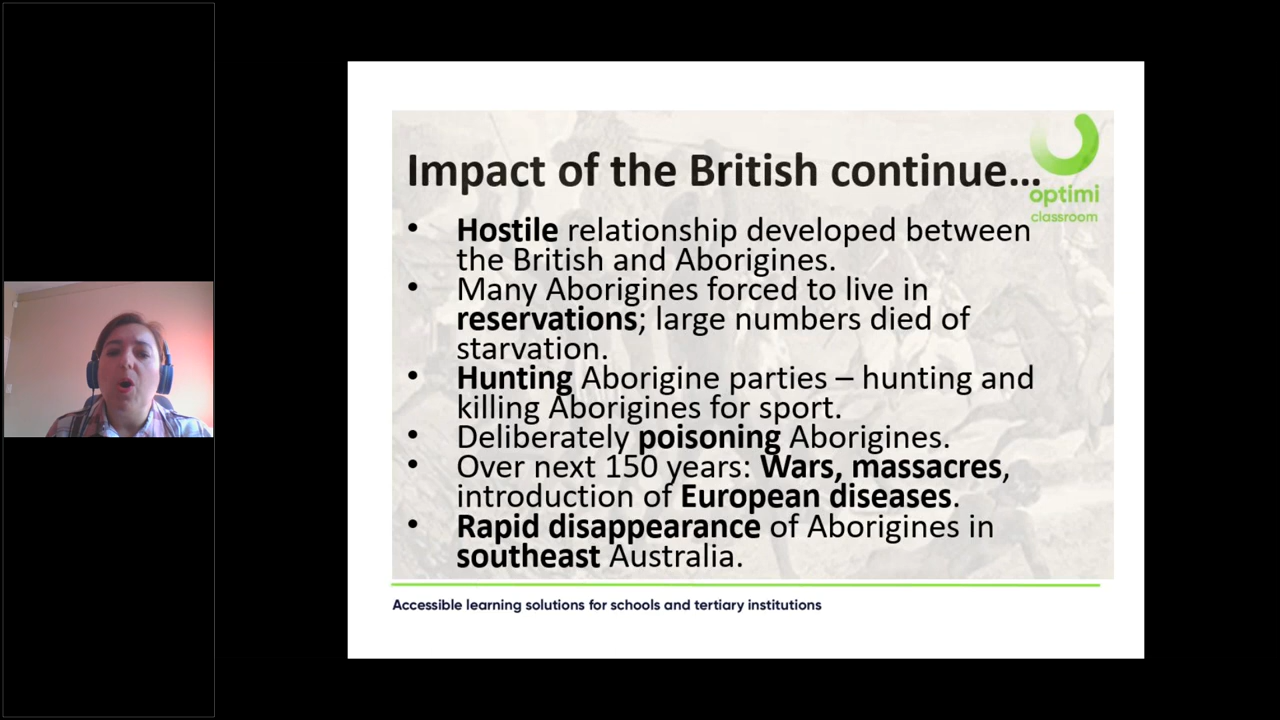 Impact of the British continue...
optimi
classroom
• Hostile relationship developed between
the British and Aborigines.
• Many Aborigines forced to live in
reservations; large numbers died of
starvation.
• Hunting Aborigine parties – hunting and
killing Aborigines for sport.
• Deliberately poisoning Aborigines.
• Over next 150 years: Wars, massacres,
introduction of European diseases.
• Rapid disappearance of Aborigines in
southeast Australia.
Accessible learning solutions for schools and tertiary institutions